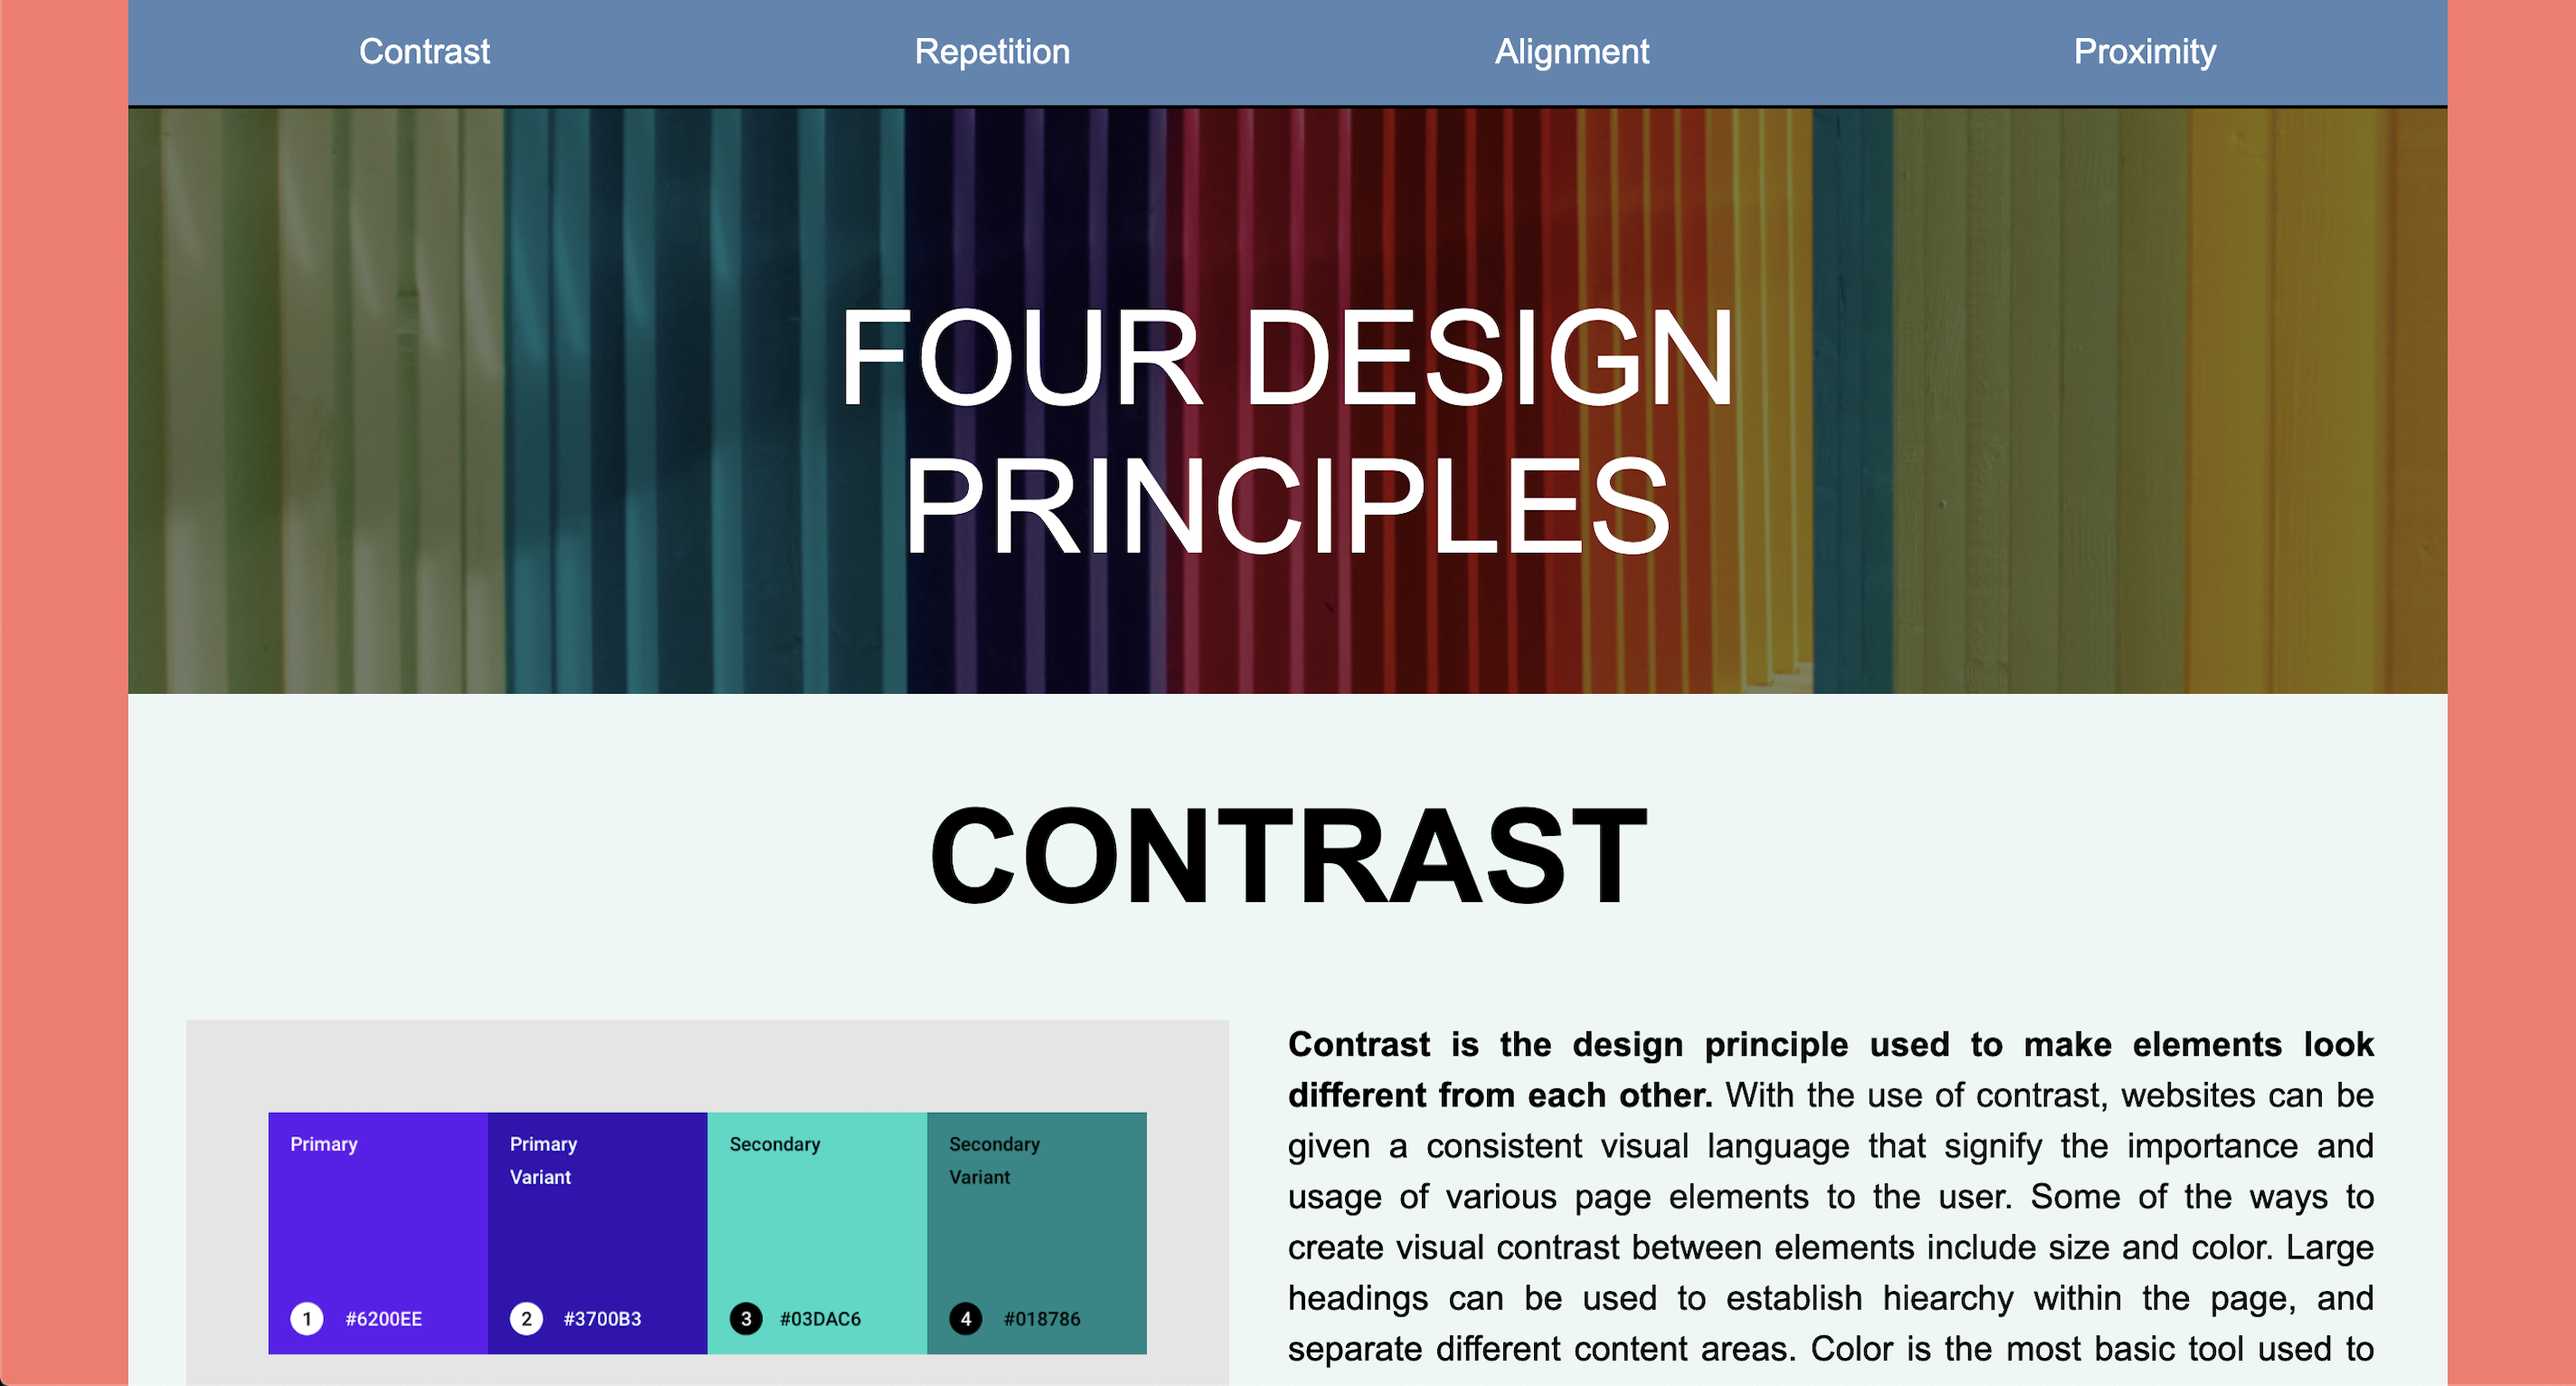 Contrast
Repetition
Alignment
Proximity
FOUR DESIGN
PRINCIPLES
CONTRAST
Primary
Primary
Variant
Secondary
Secondary
Variant
1 #6200EE
2 #3700B3
3 #03DAC6
4 #018786
Contrast is the design principle used to make elements look
different from each other. With the use of contrast, websites can be
given a consistent visual language that signify the importance and
usage of various page elements to the user. Some of the ways to
create visual contrast between elements include size and color. Large
headings can be used to establish hiearchy within the page, and
separate different content areas. Color is the most basic tool used to